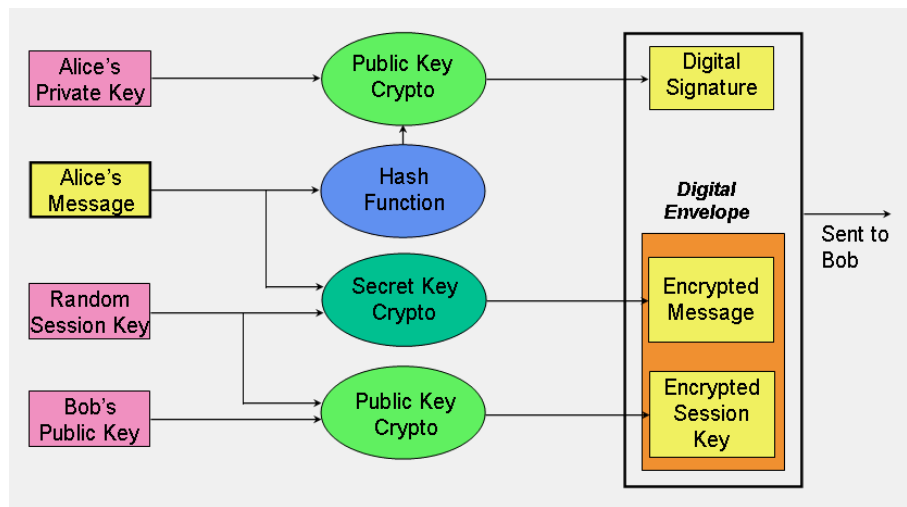 Alice's
Private Key
Public Key
Crypto
Digital
Signature
Alice's
Message
Hash
Function
Digital
Envelope
Sent to
Bob
Random
Session Key
Secret Key
Crypto
Encrypted
Message
Bob's
Public Key
Public Key
Crypto
Encrypted
Session
Key